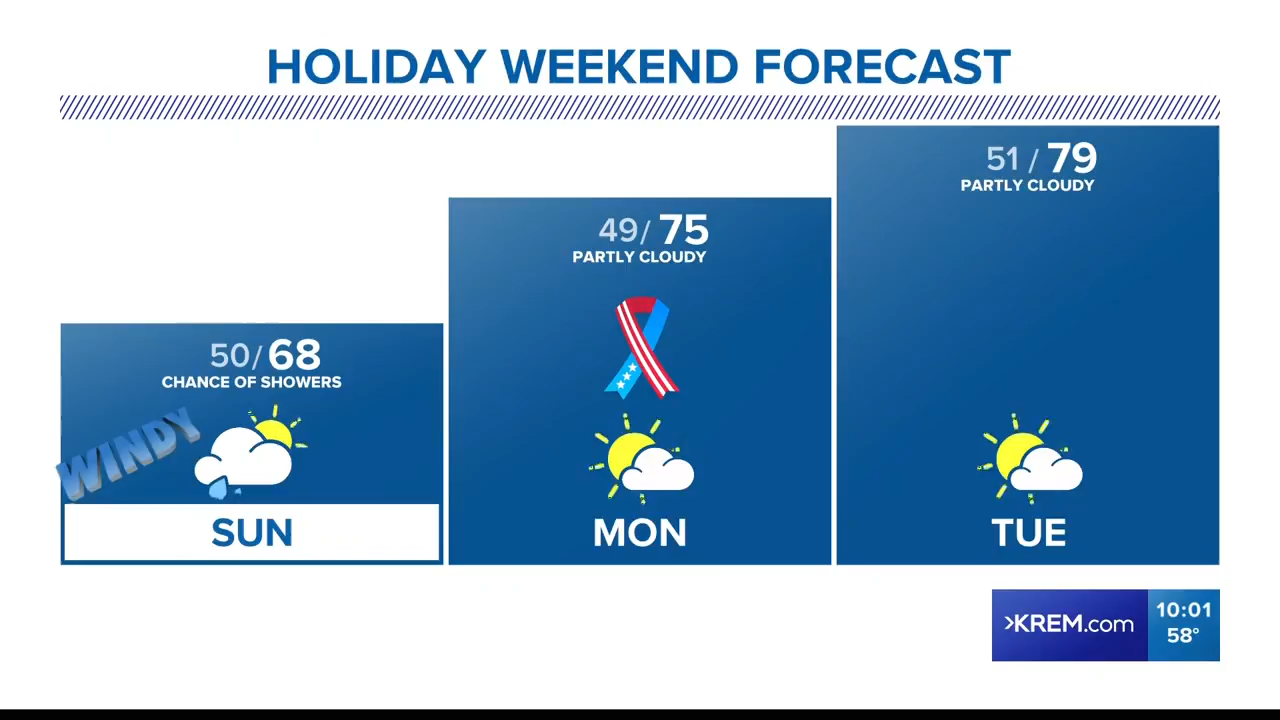 HOLIDAY WEEKEND FORECAST
50/68
CHANCE OF SHOWERS
WINDY
SUN
49/75
PARTLY CLOUDY
MON
51/79
PARTLY CLOUDY
TUE
>KREM.com
10:01
58°